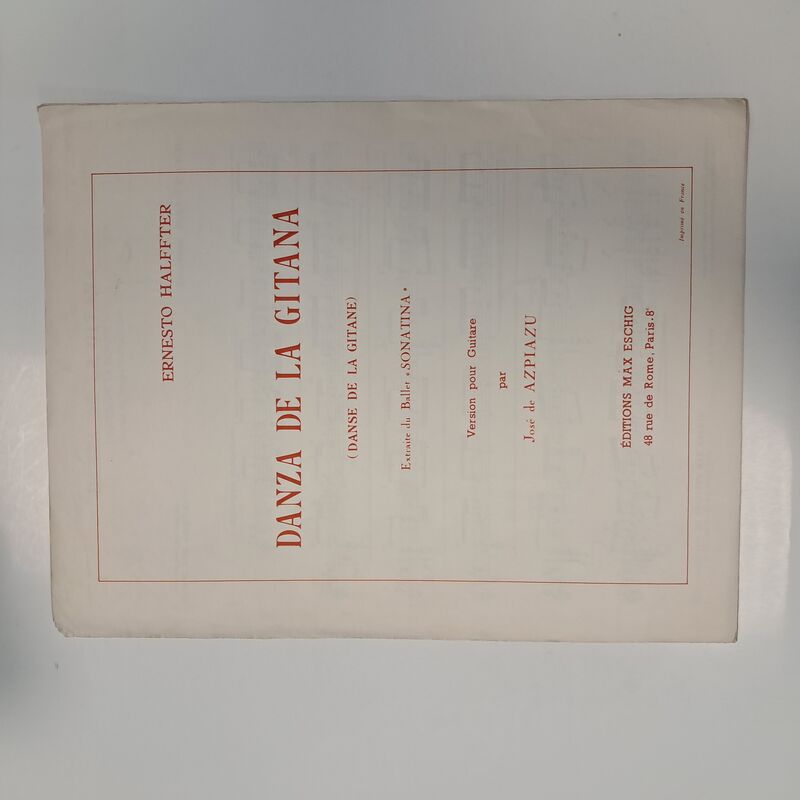 ERNESTO HALFFTER
DANZA DE LA GITANA
(DANSE DE LA GITANE)
Extraite du Ballet "SONATINA"
Version pour Guitare
par
José de AZPIAZU
ÉDITIONS MAX ESCHIG
48 rue de Rome, Paris.8ᵉ
Imprimé en France